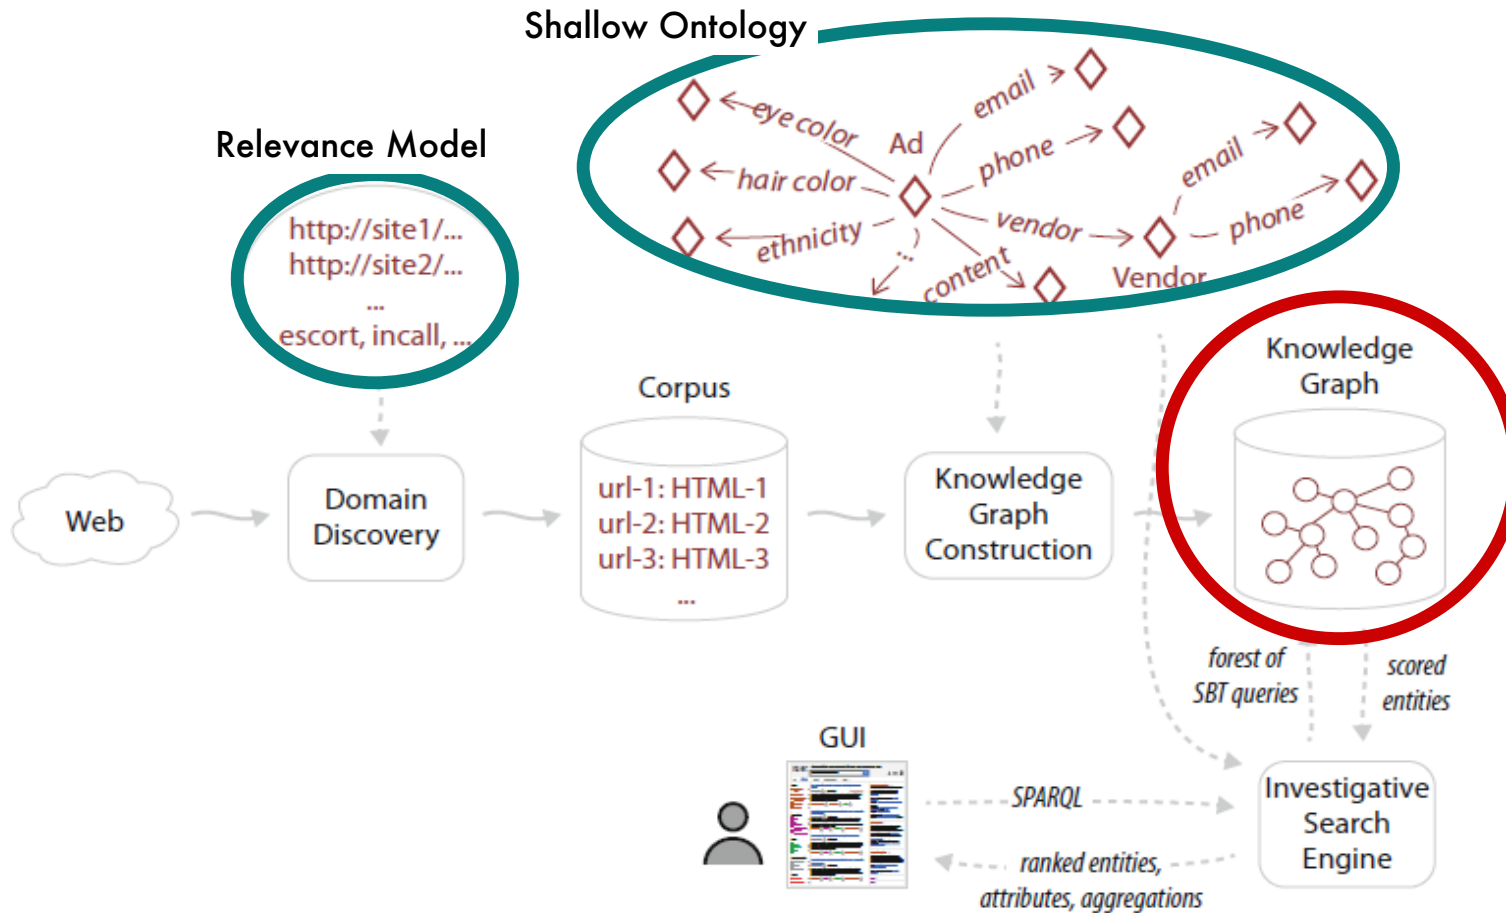 Shallow Ontology
email
eye color
Ad
phone
email
hair color
vendor
phone
ethnicity
...
content
Vendor
Relevance Model
http://site1/...
http://site2/...
...
escort, incall, ...
Corpus
url-1: HTML-1
url-2: HTML-2
url-3: HTML-3
...
Knowledge
Graph
Web
Domain
Discovery
Knowledge
Graph
Construction
forest of
SBT queries
scored
entities
GUI
SPARQL
ranked entities,
attributes, aggregations
Investigative
Search
Engine